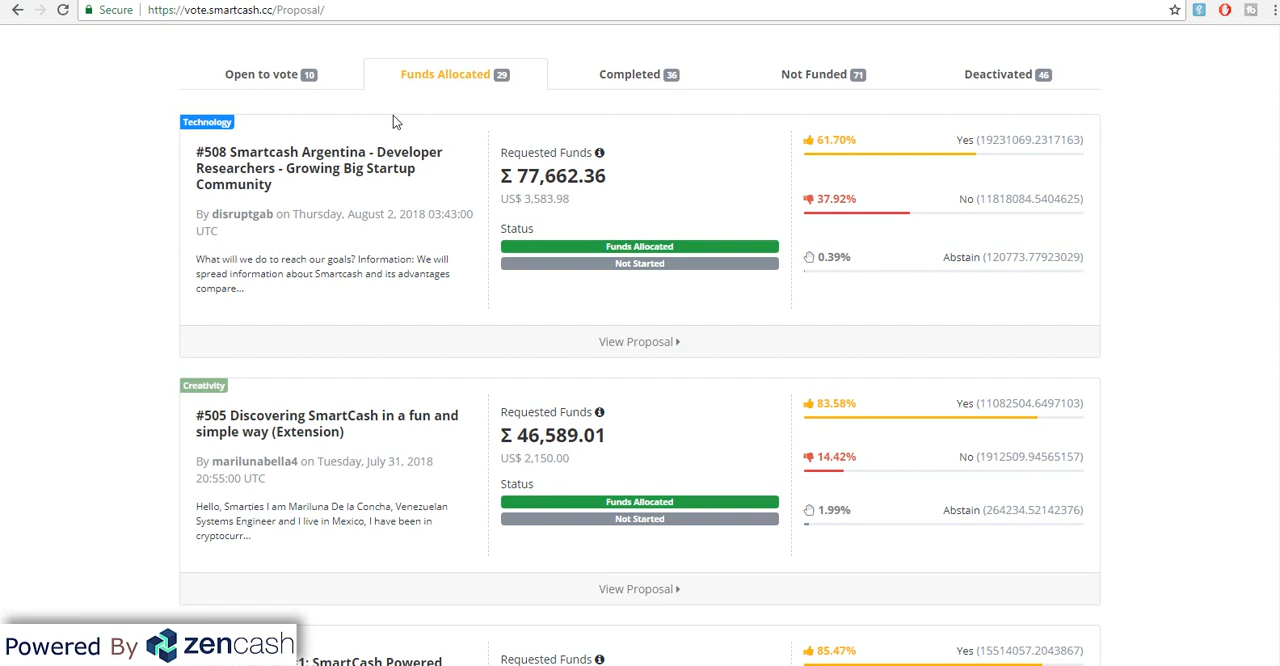 Secure | https://vote.smartcash.cc/Proposal/
Open to vote 10
Funds Allocated 29
Completed 36
Not Funded 71
Deactivated 46
Technology
#508 Smartcash Argentina - Developer
Researchers - Growing Big Startup
Community
By disruptgab on Thursday, August 2, 2018 03:43:00
UTC
What will we do to reach our goals? Information: We will
spread information about Smartcash and its advantages
compare...
Requested Funds
Σ 77,662.36
US$ 3,583.98
Status
Funds Allocated
Not Started
61.70% Yes (19231069.2317163)
37.92% No (11818084.5404625)
0.39% Abstain (120773.77923029)
View Proposal
Creativity
#505 Discovering SmartCash in a fun and
simple way (Extension)
By marilunabella4 on Tuesday, July 31, 2018
20:55:00 UTC
Hello, Smarties I am Mariluna De la Concha, Venezuelan
Systems Engineer and I live in Mexico, I have been in
cryptocurr...
Requested Funds
Σ 46,589.01
US$ 2,150.00
Status
Funds Allocated
Not Started
83.58% Yes (11082504.6497103)
14.42% No (1912509.94565157)
1.99% Abstain (264234.52142376)
View Proposal
#1: SmartCash Powered
Requested Funds
85.47% Yes (15514057.2043867)
Powered By zencash